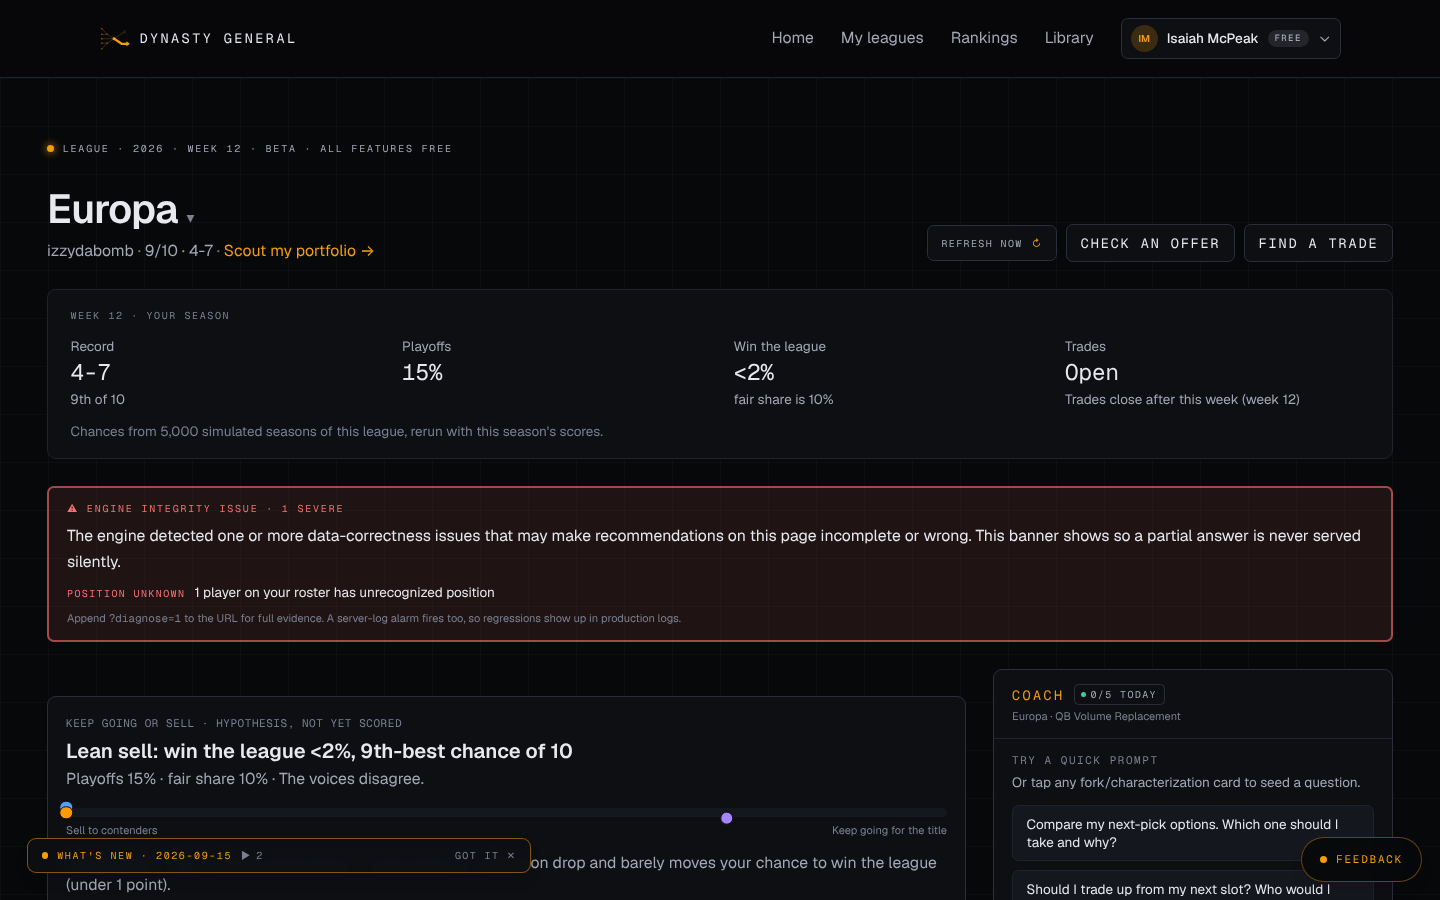 DYNASTY GENERAL
Home
My leagues
Rankings
Library
IM
Isaiah McPeak
FREE
LEAGUE · 2026 · WEEK 12 · BETA · ALL FEATURES FREE
Europa ▾
izzydabomb · 9/10 · 4-7 · Scout my portfolio →
REFRESH NOW ↻
CHECK AN OFFER
FIND A TRADE
WEEK 12 · YOUR SEASON
Record
4-7
9th of 10
Playoffs
15%
Win the league
<2%
fair share is 10%
Trades
Open
Trades close after this week (week 12)
Chances from 5,000 simulated seasons of this league, rerun with this season's scores.
⚠ ENGINE INTEGRITY ISSUE · 1 SEVERE
The engine detected one or more data-correctness issues that may make recommendations on this page incomplete or wrong. This banner shows so a partial answer is never served
silently.
POSITION UNKNOWN 1 player on your roster has unrecognized position
Append ?diagnose=1 to the URL for full evidence. A server-log alarm fires too, so regressions show up in production logs.
KEEP GOING OR SELL · HYPOTHESIS, NOT YET SCORED
Lean sell: win the league <2%, 9th-best chance of 10
Playoffs 15% · fair share 10% · The voices disagree.
Sell to contenders
Keep going for the title
on drop and barely moves your chance to win the league
(under 1 point).
WHAT'S NEW · 2026-09-15 ▶ 2
GOT IT ×
COACH
0/5 TODAY
Europa · QB Volume Replacement
TRY A QUICK PROMPT
Or tap any fork/characterization card to seed a question.
Compare my next-pick options. Which one should I
take and why?
Should I trade up from my next slot? Who would I
FEEDBACK